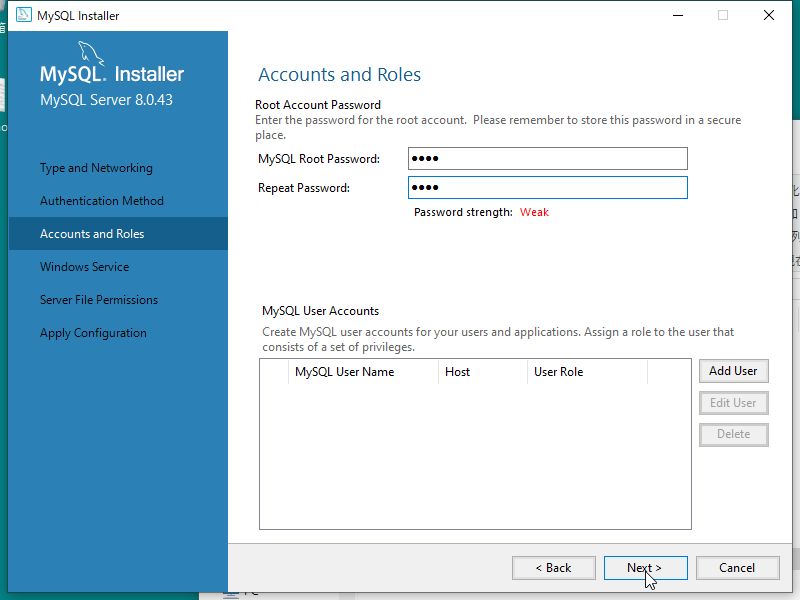 MySQL Installer
MySQL. Installer
MySQL Server 8.0.43
Type and Networking
Authentication Method
Accounts and Roles
Windows Service
Server File Permissions
Apply Configuration
Accounts and Roles
Root Account Password
Enter the password for the root account. Please remember to store this password in a secure
place.
MySQL Root Password: ●●●●
Repeat Password: ●●●●
Password strength: Weak
MySQL User Accounts
Create MySQL user accounts for your users and applications. Assign a role to the user that
consists of a set of privileges.
MySQL User Name Host User Role
Add User
Edit User
Delete
< Back Next > Cancel